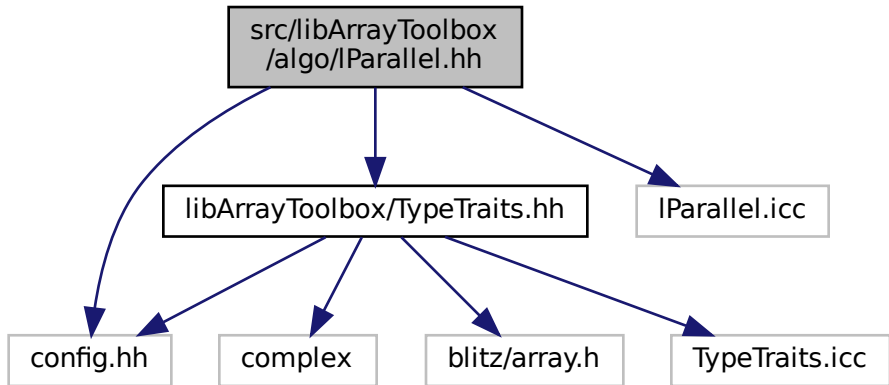 src/libArrayToolbox
/algo/lParallel.hh
libArrayToolbox/TypeTraits.hh
lParallel.icc
config.hh
complex
blitz/array.h
TypeTraits.icc